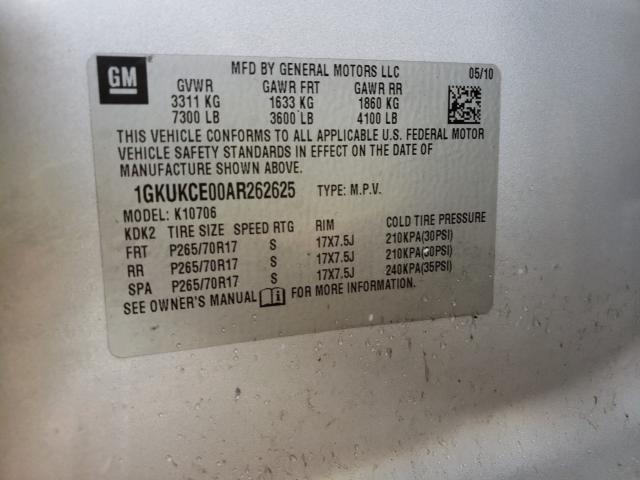 GM
MFD BY GENERAL MOTORS LLC 05/10
GVWR GAWR FRT GAWR RR
3311 KG 1633 KG 1860 KG
7300 LB 3600 LB 4100 LB
THIS VEHICLE CONFORMS TO ALL APPLICABLE U.S. FEDERAL MOTOR
VEHICLE SAFETY STANDARDS IN EFFECT ON THE DATE OF
MANUFACTURE SHOWN ABOVE.
1GKUKCE00AR262625 TYPE: M.P.V.
MODEL: K10706
KDK2 TIRE SIZE SPEED RTG RIM COLD TIRE PRESSURE
FRT P265/70R17 S 17X7.5J 210KPA(30PSI)
RR P265/70R17 S 17X7.5J 210KPA(30PSI)
SPA P265/70R17 S 17X7.5J 240KPA(35PSI)
SEE OWNER'S MANUAL FOR MORE INFORMATION.